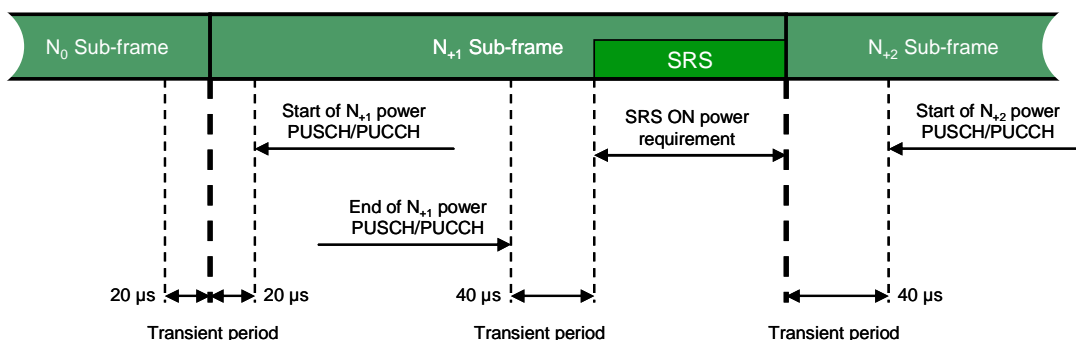 N₀ Sub-frame
N₊₁ Sub-frame
SRS
N₊₂ Sub-frame
Start of N₊₁ power
PUSCH/PUCCH
SRS ON power
requirement
Start of N₊₂ power
PUSCH/PUCCH
End of N₊₁ power
PUSCH/PUCCH
20 µs
20 µs
40 µs
40 µs
Transient period
Transient period
Transient period